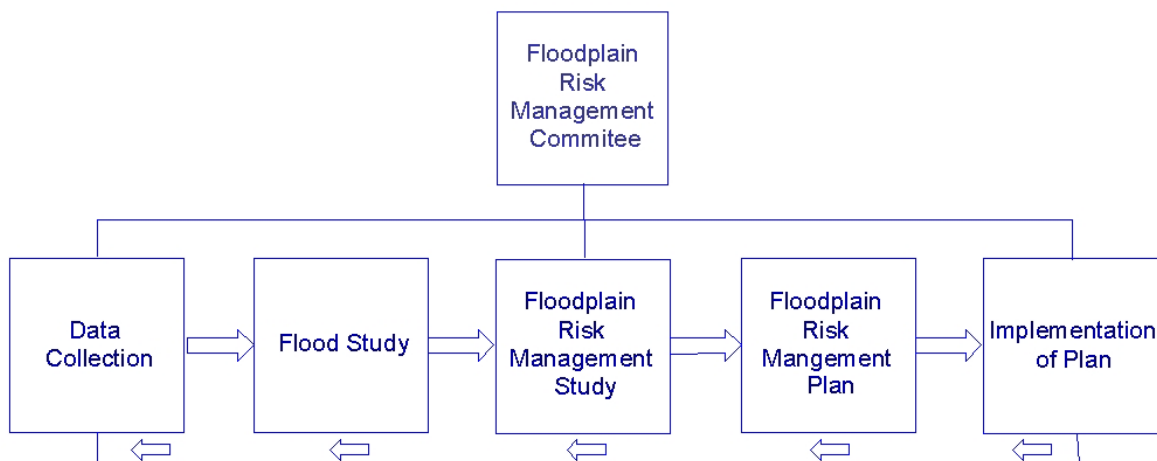 Floodplain
Risk
Management
Commitee
Data
Collection
Flood Study
Floodplain
Risk
Management
Study
Floodplain
Risk
Mangement
Plan
Implementation
of Plan